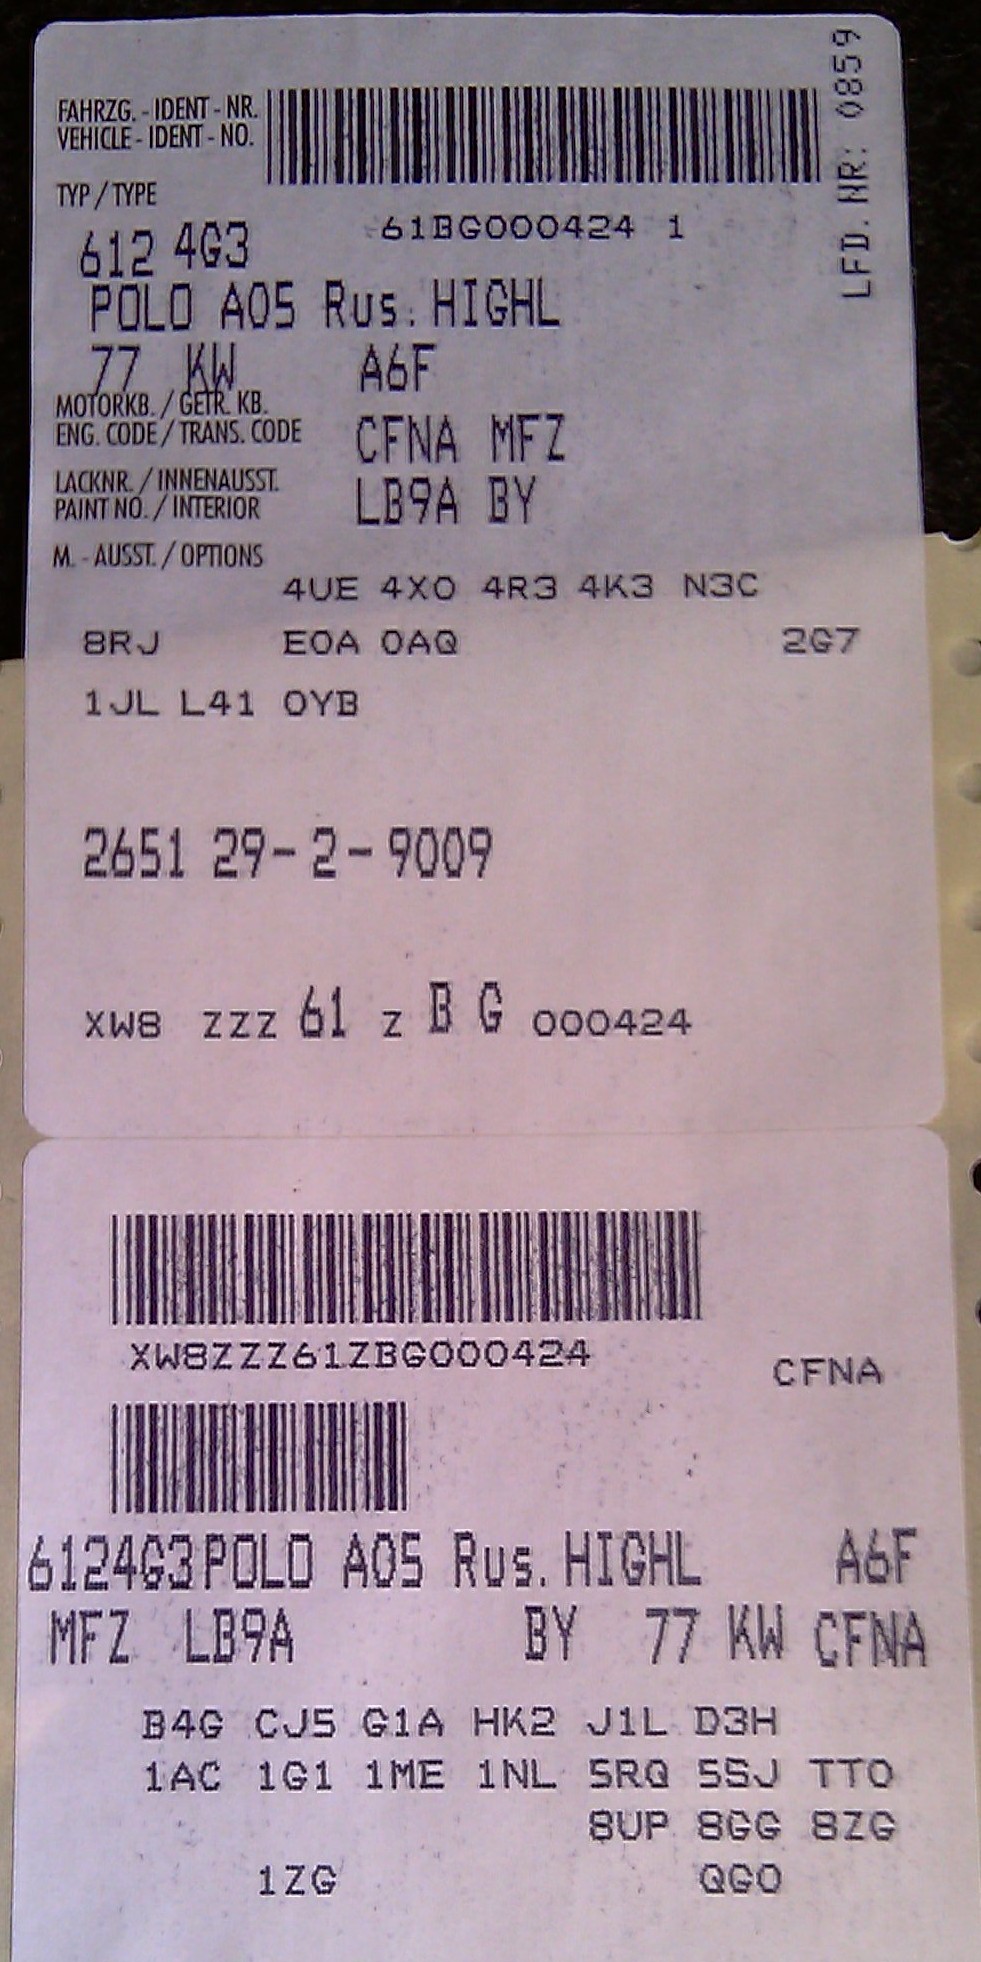 FAHRZG. - IDENT - NR.
VEHICLE - IDENT - NO.
LFD. NR: 0859
TYP / TYPE
61BG000424 1
612 4G3
POLO A05 Rus. HIGHL
77 KW A6F
MOTORKB. / GETR. KB.
ENG. CODE / TRANS. CODE
CFNA MFZ
LACKNR. / INNENAUSST.
PAINT NO. / INTERIOR
LB9A BY
M. - AUSST. / OPTIONS
4UE 4X0 4R3 4K3 N3C
8RJ E0A 0AQ 2G7
1JL L41 0YB
2651 29-2-9009
XW8 ZZZ 61 Z B G 000424
XW8ZZZ61ZBG000424
CFNA
6124G3 POLO A05 Rus. HIGHL A6F
MFZ LB9A BY 77 KW CFNA
B4G CJ5 G1A HK2 J1L D3H
1AC 1G1 1ME 1NL 5RQ 5SJ TT0
8UP 8GG 8ZG
1ZG QG0